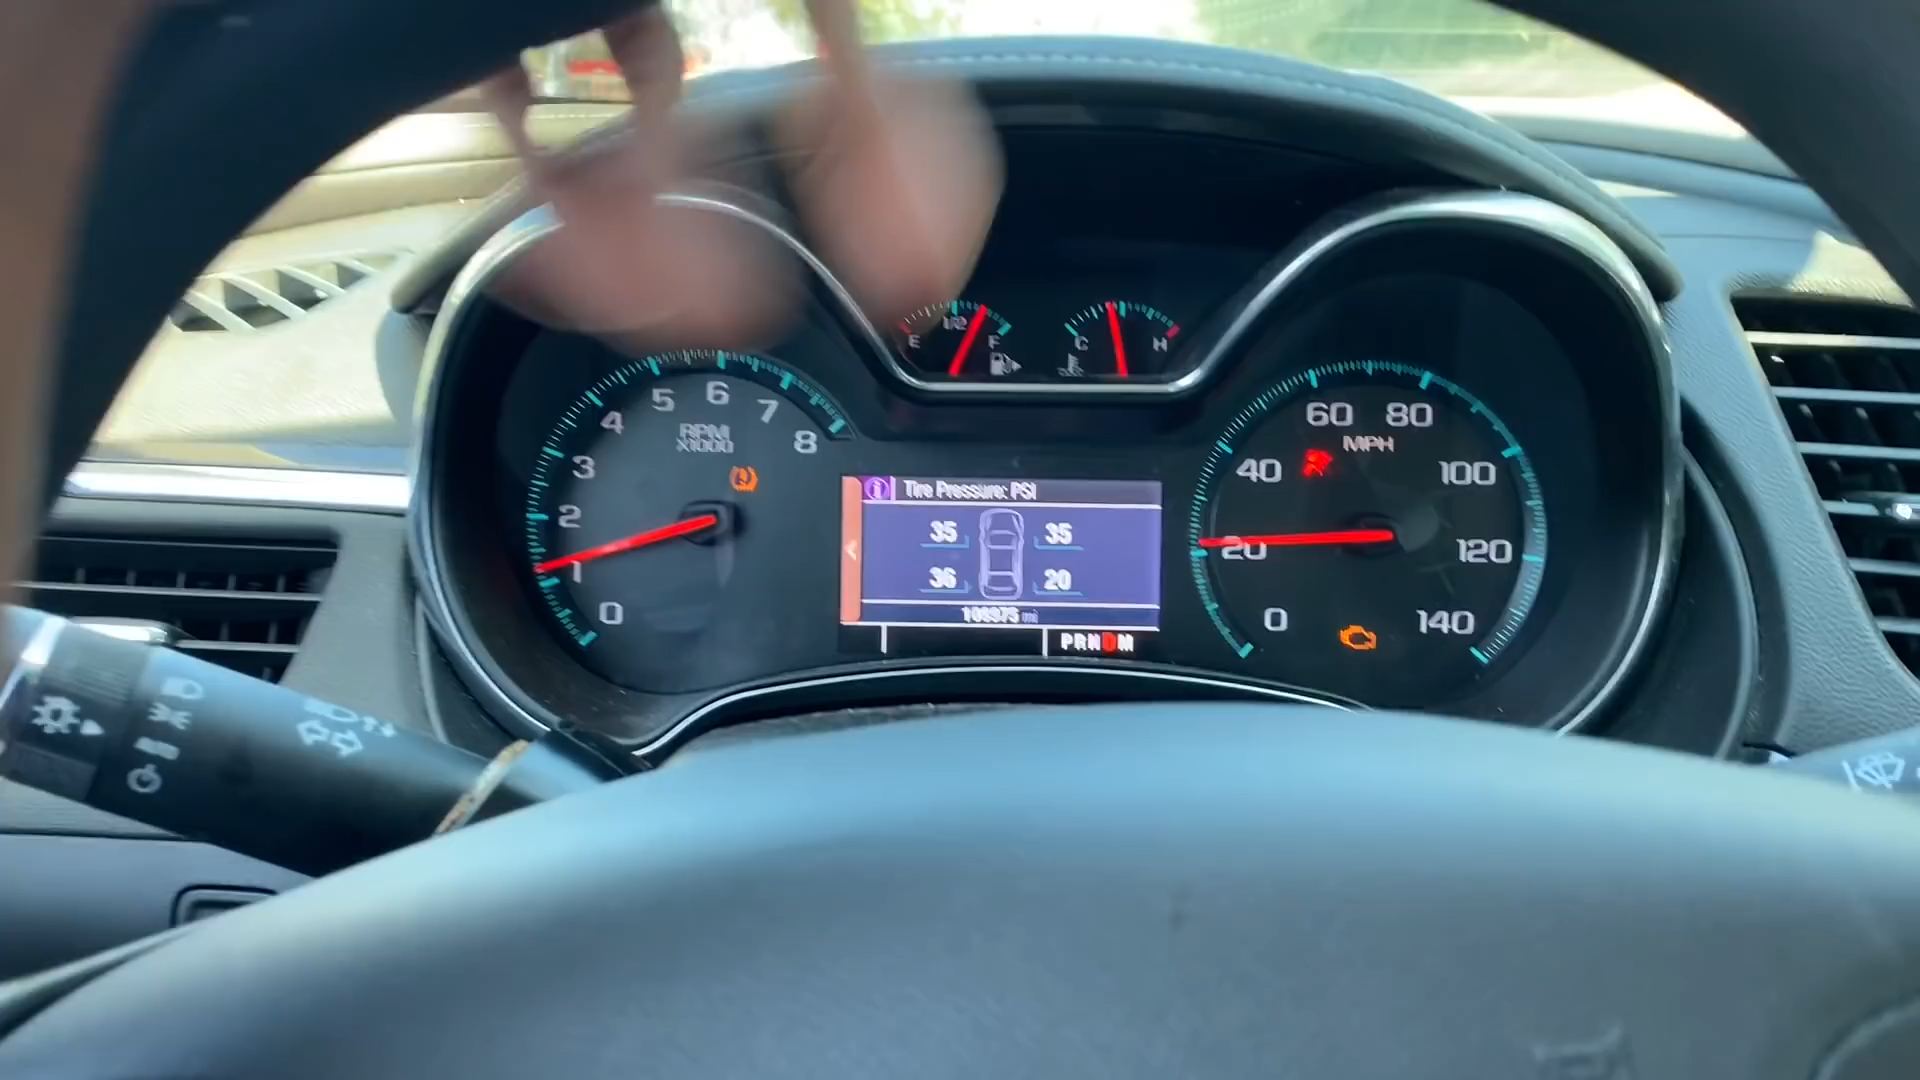 E 1/2 F
C H
0 1 2 3 4 5 6 7 8
RPM
X1000
Tire Pressure: PSI
35 35
36 20
mi
PRNDM
0 20 40 60 80 100 120 140
MPH